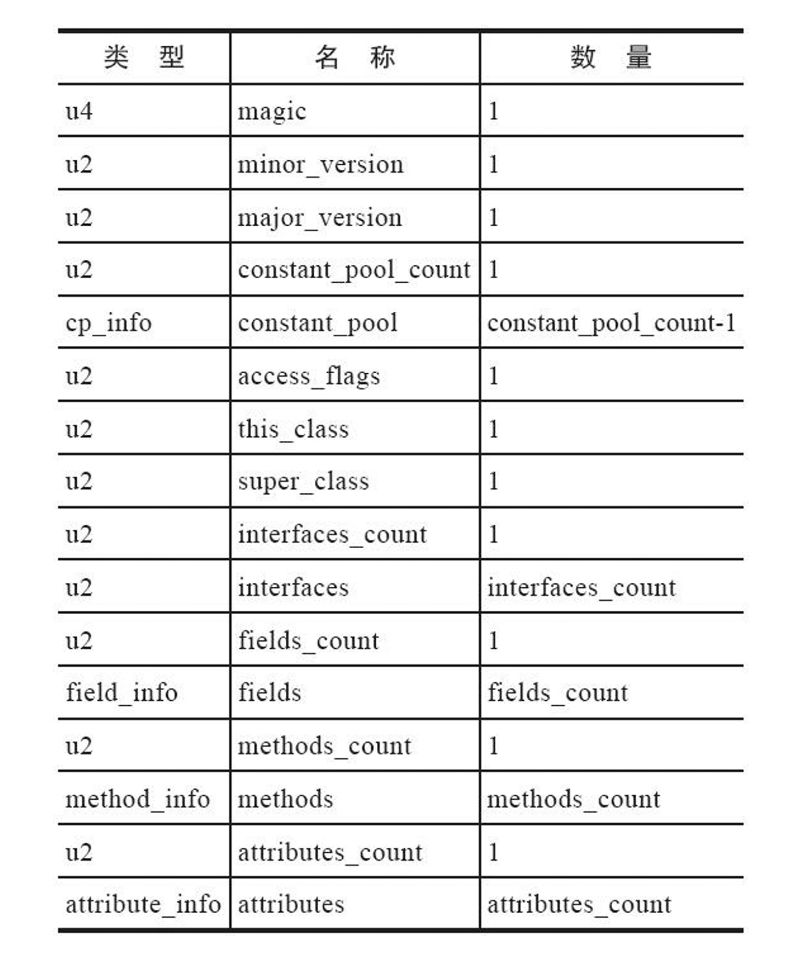 类 型 名 称 数 量
u4 magic 1
u2 minor_version 1
u2 major_version 1
u2 constant_pool_count 1
cp_info constant_pool constant_pool_count-1
u2 access_flags 1
u2 this_class 1
u2 super_class 1
u2 interfaces_count 1
u2 interfaces interfaces_count
u2 fields_count 1
field_info fields fields_count
u2 methods_count 1
method_info methods methods_count
u2 attributes_count 1
attribute_info attributes attributes_count